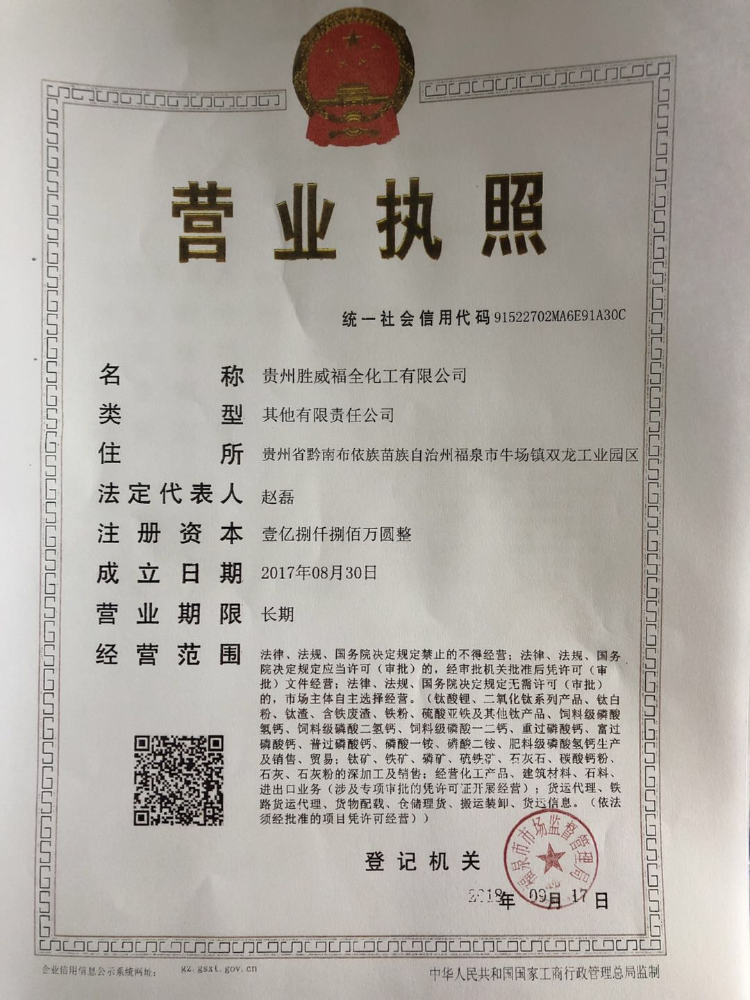 营业执照
统一社会信用代码 91522702MA6E91A30C
名称 贵州胜威福全化工有限公司
类型 其他有限责任公司
住所 贵州省黔南布依族苗族自治州福泉市牛场镇双龙工业园区
法定代表人 赵磊
注册资本 壹亿捌仟捌佰万圆整
成立日期 2017年08月30日
营业期限 长期
经营范围 法律、法规、国务院决定规定禁止的不得经营；法律、法规、国务
院决定规定应当许可（审批）的，经审批机关批准后凭许可（审
批）文件经营；法律、法规、国务院决定规定无需许可（审批）
的，市场主体自主选择经营。（钛酸锂、二氧化钛系列产品、钛白
粉、钛渣、含铁废渣、铁粉、硫酸亚铁及其他钛产品、饲料级磷酸
氢钙、饲料级磷酸二氢钙、饲料级磷酸一二钙、重过磷酸钙、富过
磷酸钙、普过磷酸钙、磷酸一铵、磷酸二铵、肥料级磷酸氢钙生产
及销售、贸易；钛矿、铁矿、磷矿、硫铁矿、石灰石、碳酸钙粉、
石灰、石灰粉的深加工及销售；经营化工产品、建筑材料、石料、
进出口业务（涉及专项审批的凭许可证开展经营）；货运代理、铁
路货运代理、货物配载、仓储理货、搬运装卸、货运信息。（依法
须经批准的项目凭许可经营））
福泉市市场监督管理局
登记机关
2018年09月17日
企业信用信息公示系统网址： gz.gsxt.gov.cn
中华人民共和国国家工商行政管理总局监制